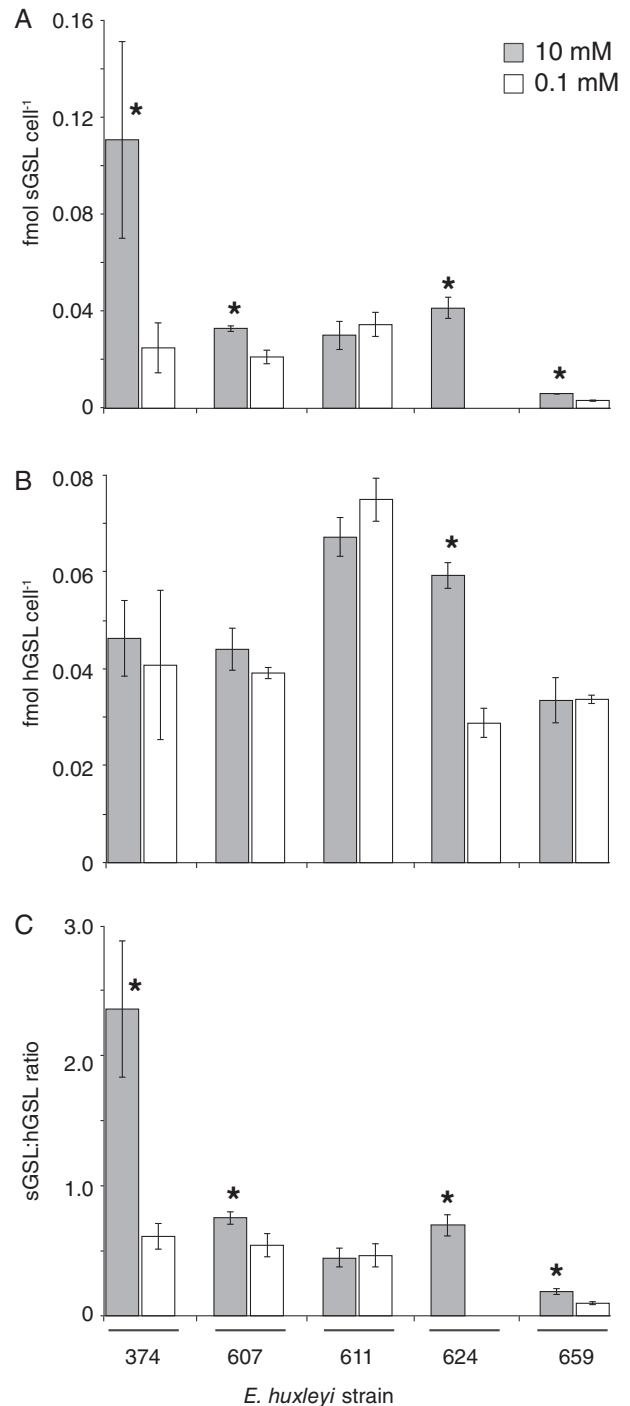 A
0.16
0.12
0.08
0.04
0
fmol sGSL cell-1
10 mM
0.1 mM
*
*
*
*
B
0.08
0.06
0.04
0.02
0
fmol hGSL cell-1
*
C
3.0
2.0
1.0
0
sGSL:hGSL ratio
*
*
*
*
374 607 611 624 659
E. huxleyi strain